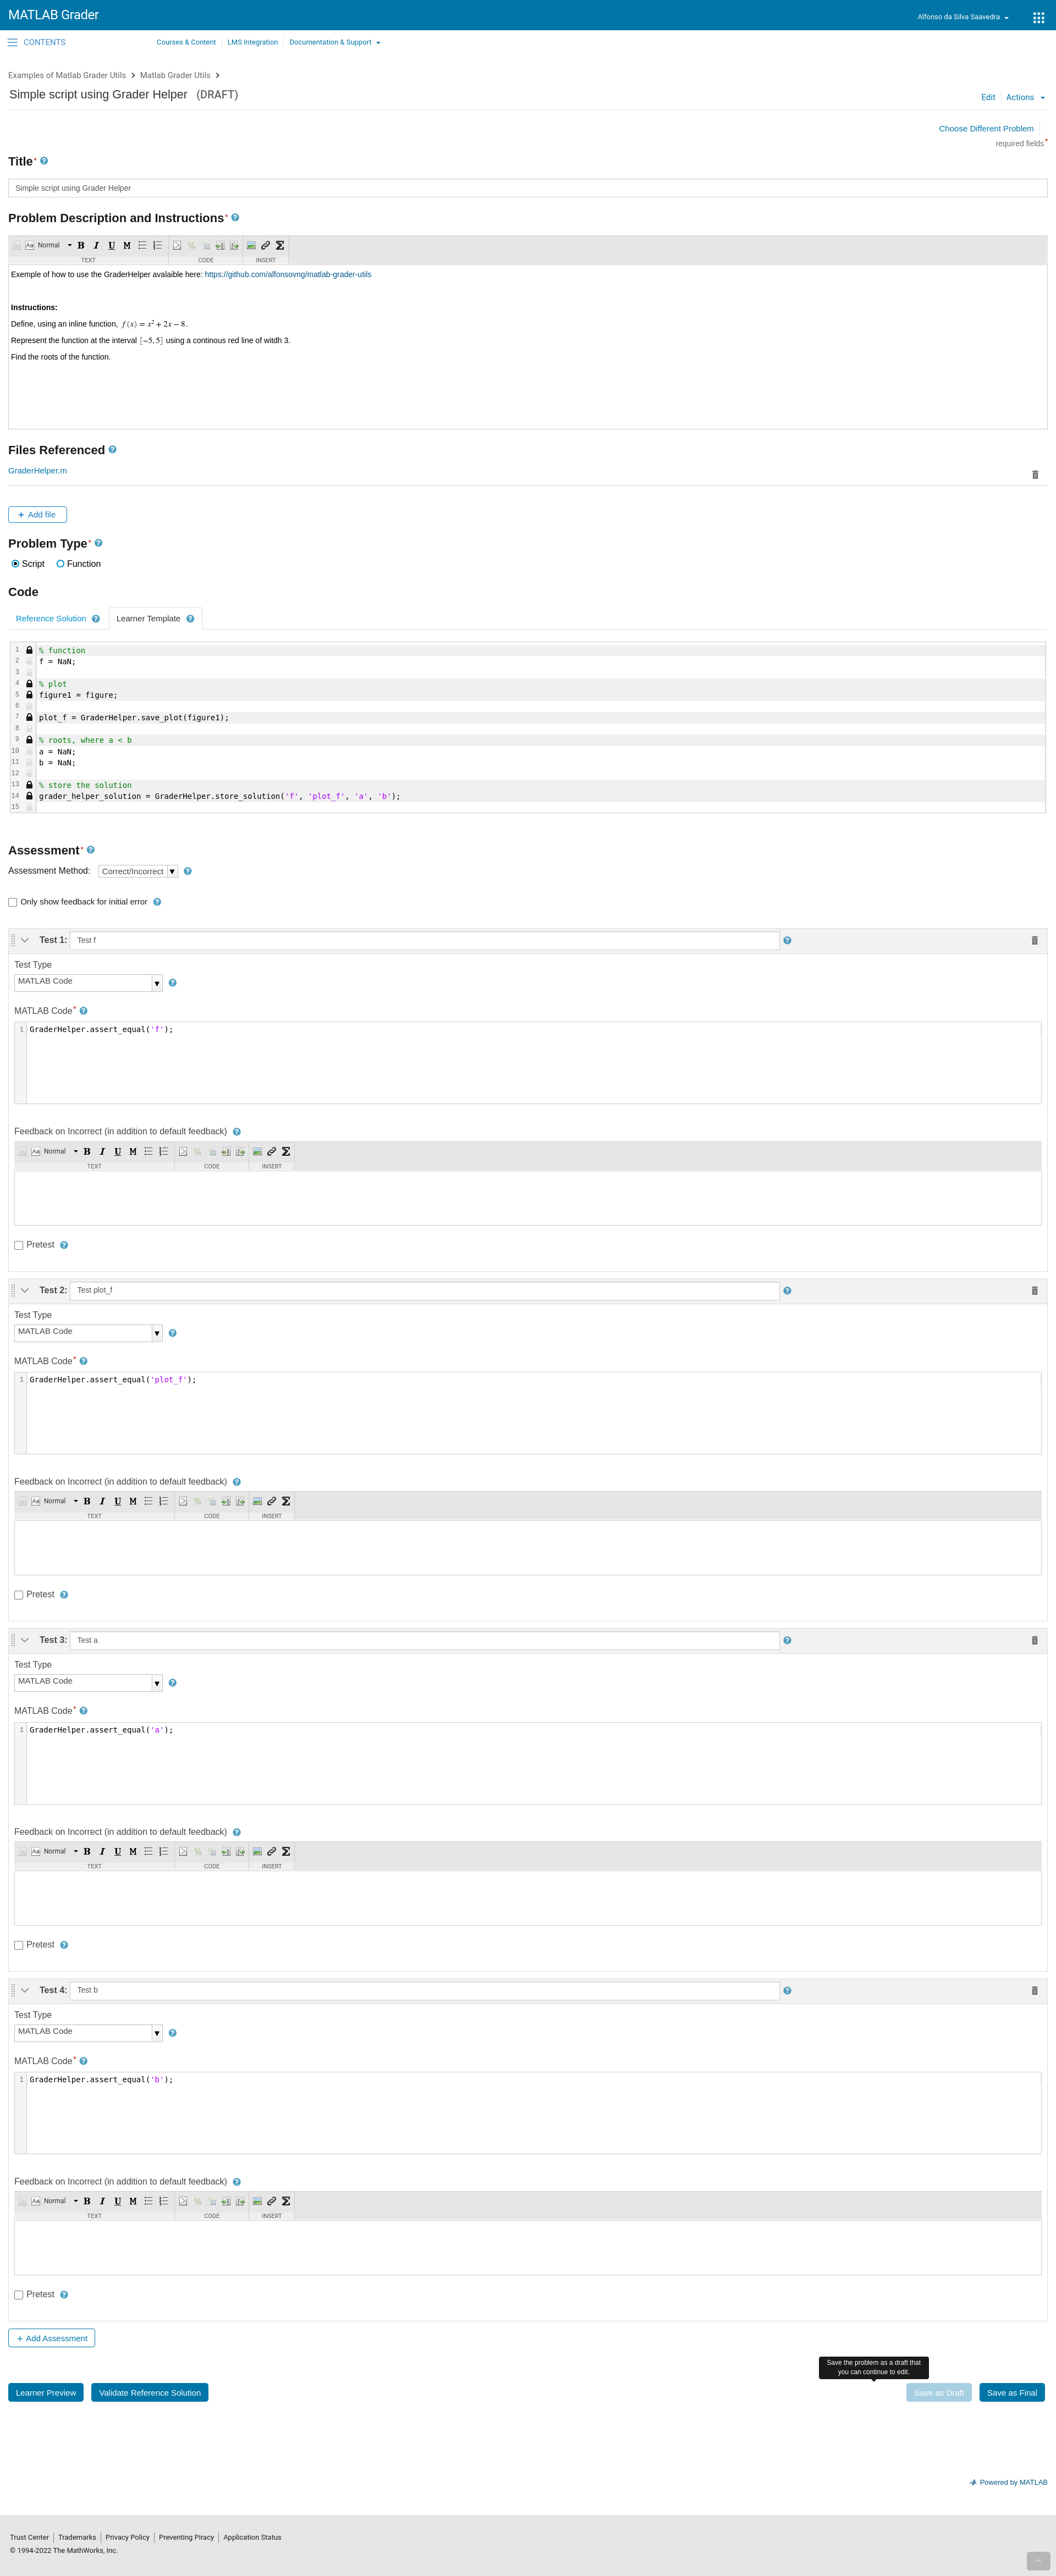 MATLAB Grader
Alfonso da Silva Saavedra
CONTENTS
Courses & Content LMS Integration Documentation & Support
Examples of Matlab Grader Utils Matlab Grader Utils
Simple script using Grader Helper (DRAFT)
Edit Actions
Choose Different Problem
required fields*
Title*
Simple script using Grader Helper
Problem Description and Instructions*
Normal B I U M
TEXT CODE INSERT
Exemple of how to use the GraderHelper avalaible here: https://github.com/alfonsovng/matlab-grader-utils
Instructions:
Define, using an inline function, f(x) = x² + 2x − 8.
Represent the function at the interval [−5, 5] using a continous red line of witdh 3.
Find the roots of the function.
Files Referenced
GraderHelper.m
+ Add file
Problem Type*
Script Function
Code
Reference Solution Learner Template
1 % function
2 f = NaN;
3
4 % plot
5 figure1 = figure;
6
7 plot_f = GraderHelper.save_plot(figure1);
8
9 % roots, where a < b
10 a = NaN;
11 b = NaN;
12
13 % store the solution
14 grader_helper_solution = GraderHelper.store_solution('f', 'plot_f', 'a', 'b');
15
Assessment*
Assessment Method: Correct/Incorrect
Only show feedback for initial error
Test 1: Test f
Test Type
MATLAB Code
MATLAB Code*
1 GraderHelper.assert_equal('f');
Feedback on Incorrect (in addition to default feedback)
Normal B I U M
TEXT CODE INSERT
Pretest
Test 2: Test plot_f
Test Type
MATLAB Code
MATLAB Code*
1 GraderHelper.assert_equal('plot_f');
Feedback on Incorrect (in addition to default feedback)
Normal B I U M
TEXT CODE INSERT
Pretest
Test 3: Test a
Test Type
MATLAB Code
MATLAB Code*
1 GraderHelper.assert_equal('a');
Feedback on Incorrect (in addition to default feedback)
Normal B I U M
TEXT CODE INSERT
Pretest
Test 4: Test b
Test Type
MATLAB Code
MATLAB Code*
1 GraderHelper.assert_equal('b');
Feedback on Incorrect (in addition to default feedback)
Normal B I U M
TEXT CODE INSERT
Pretest
+ Add Assessment
Save the problem as a draft that
you can continue to edit.
Learner Preview Validate Reference Solution Save as Draft Save as Final
Powered by MATLAB
Trust Center Trademarks Privacy Policy Preventing Piracy Application Status
© 1994-2022 The MathWorks, Inc.